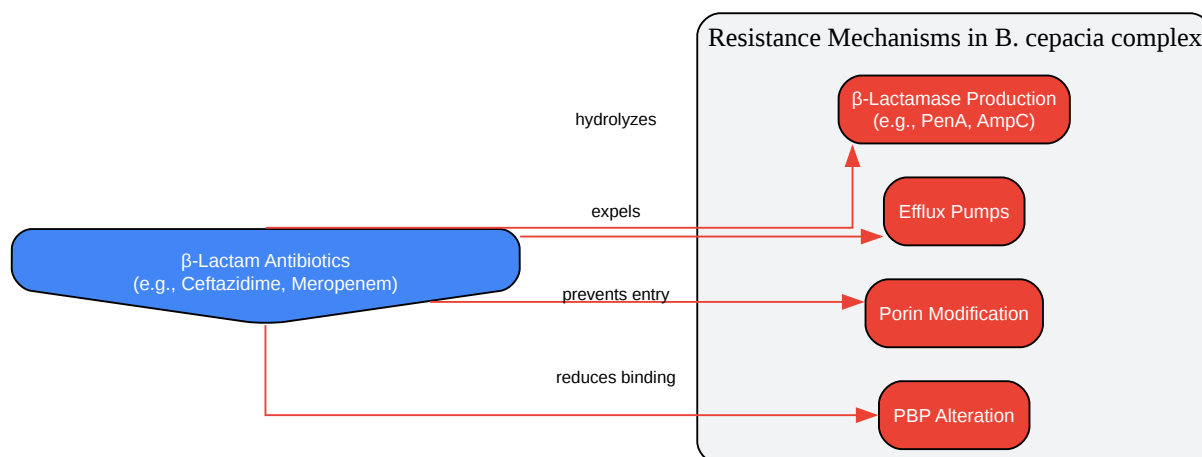 Resistance Mechanisms in B. cepacia complex
β-Lactamase Production
(e.g., PenA, AmpC)
hydrolyzes
expels
Efflux Pumps
β-Lactam Antibiotics
(e.g., Ceftazidime, Meropenem)
prevents entry
Porin Modification
reduces binding
PBP Alteration